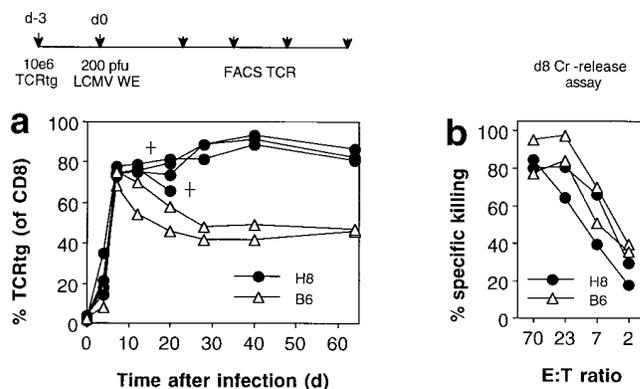 d-3 d0
10e6 200 pfu
TCRtg LCMV WE
FACS TCR
d8 Cr -release
assay
a
% TCRtg (of CD8)
100
80
60
40
20
0
†
†
H8
B6
0 10 20 30 40 50 60
Time after infection (d)
b
% specific killing
100
80
60
40
20
0
H8
B6
70 23 7 2
E:T ratio